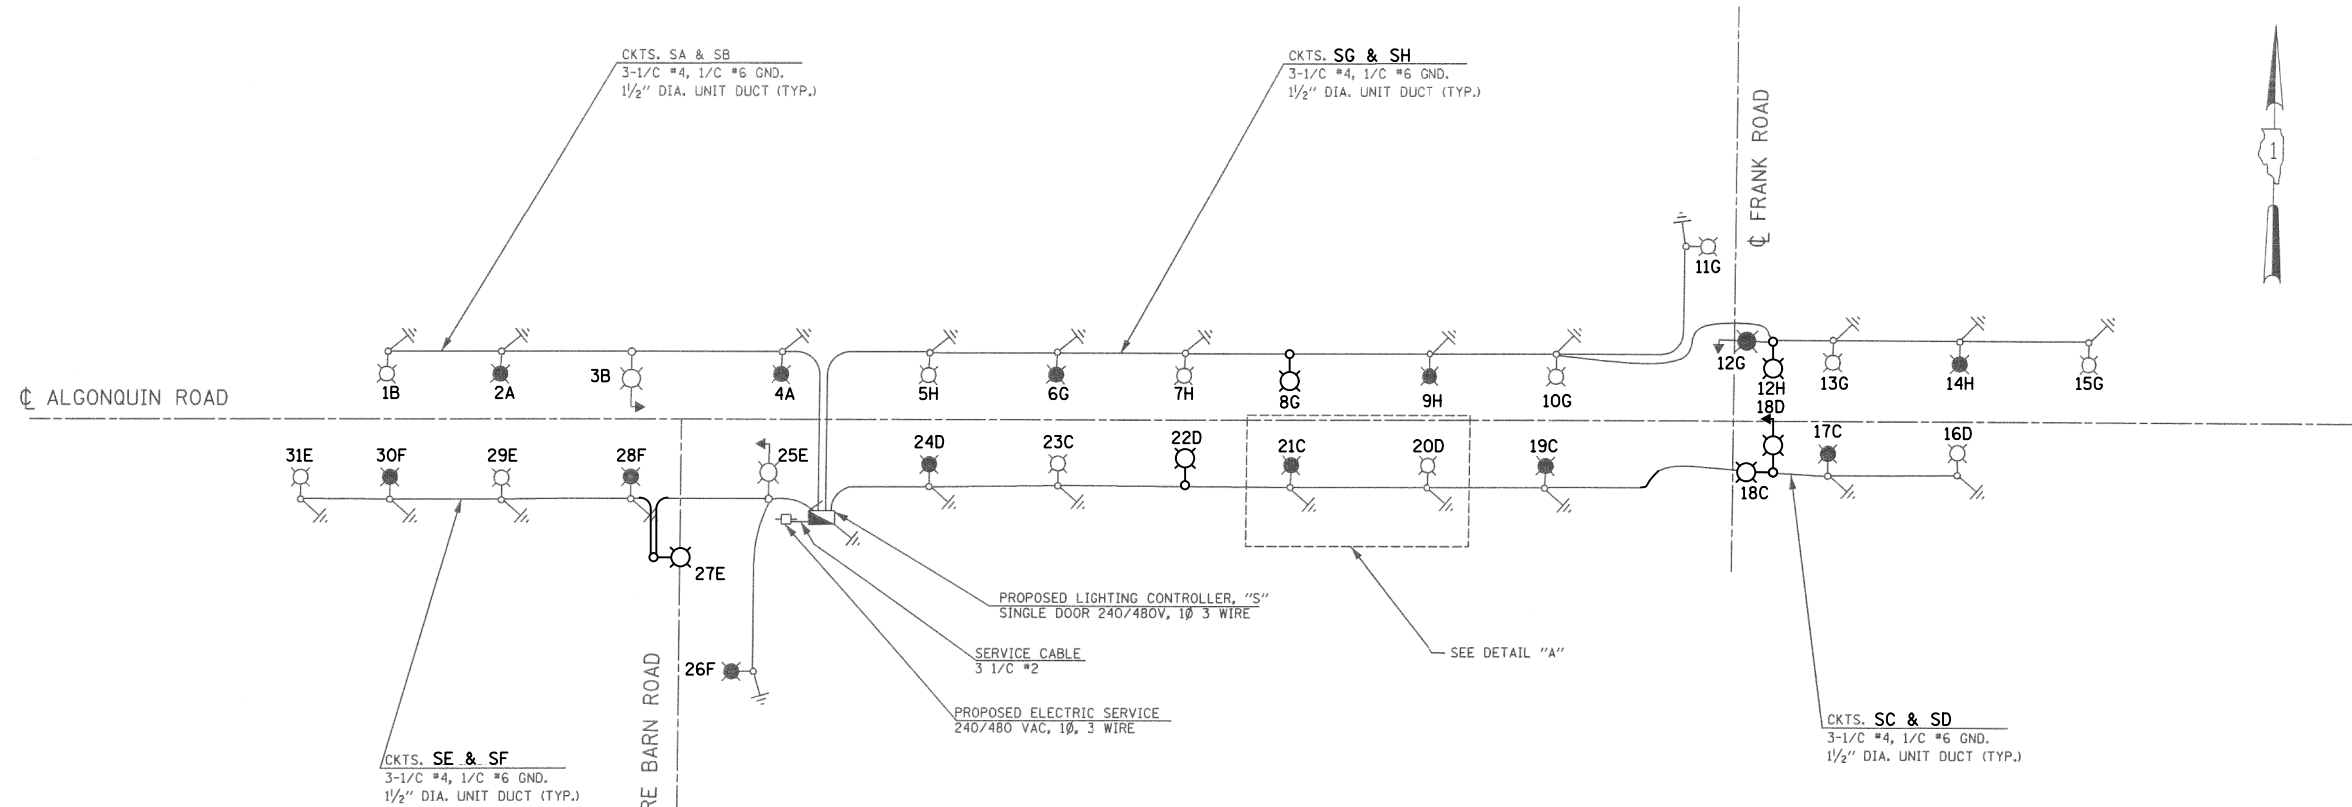 CKTS. SA & SB
3-1/C #4, 1/C #6 GND.
1½" DIA. UNIT DUCT (TYP.)
CKTS. SG & SH
3-1/C #4, 1/C #6 GND.
1½" DIA. UNIT DUCT (TYP.)
℄ FRANK ROAD
1
11G
℄ ALGONQUIN ROAD
1B
2A
3B
4A
5H
6G
7H
8G
9H
10G
12G
12H
13G
14H
15G
31E
30F
29E
28F
25E
24D
23C
22D
21C
20D
19C
18D
17C
16D
18C
27E
26F
RE BARN ROAD
PROPOSED LIGHTING CONTROLLER, "S"
SINGLE DOOR 240/480V, 1Ø 3 WIRE
SERVICE CABLE
3 1/C #2
PROPOSED ELECTRIC SERVICE
240/480 VAC, 1Ø, 3 WIRE
SEE DETAIL "A"
CKTS. SC & SD
3-1/C #4, 1/C #6 GND.
1½" DIA. UNIT DUCT (TYP.)
CKTS. SE & SF
3-1/C #4, 1/C #6 GND.
1½" DIA. UNIT DUCT (TYP.)